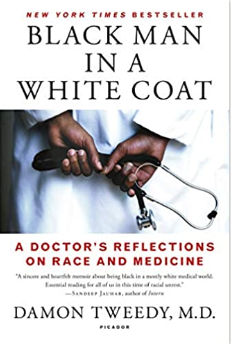 NEW YORK TIMES BESTSELLER
BLACK MAN
IN A
WHITE COAT
A DOCTOR'S REFLECTIONS
ON RACE AND MEDICINE
"A sincere and heartfelt memoir about being black in a mostly white medical world.
Essential reading for all of us in this time of racial unrest."
—SANDEEP JAUHAR, author of Intern
DAMON TWEEDY, M.D.
PICADOR